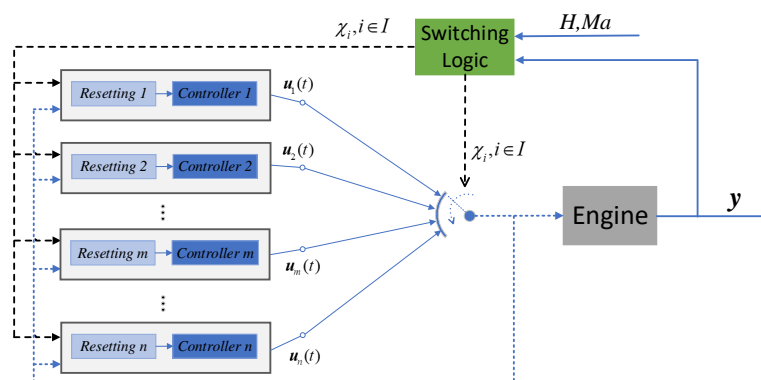 χᵢ, i∈I
Switching
Logic
H,Ma
Resetting 1
Controller 1
u₁(t)
Resetting 2
Controller 2
u₂(t)
χᵢ, i∈I
...
Resetting m
Controller m
uₘ(t)
Engine
y
...
Resetting n
Controller n
uₙ(t)